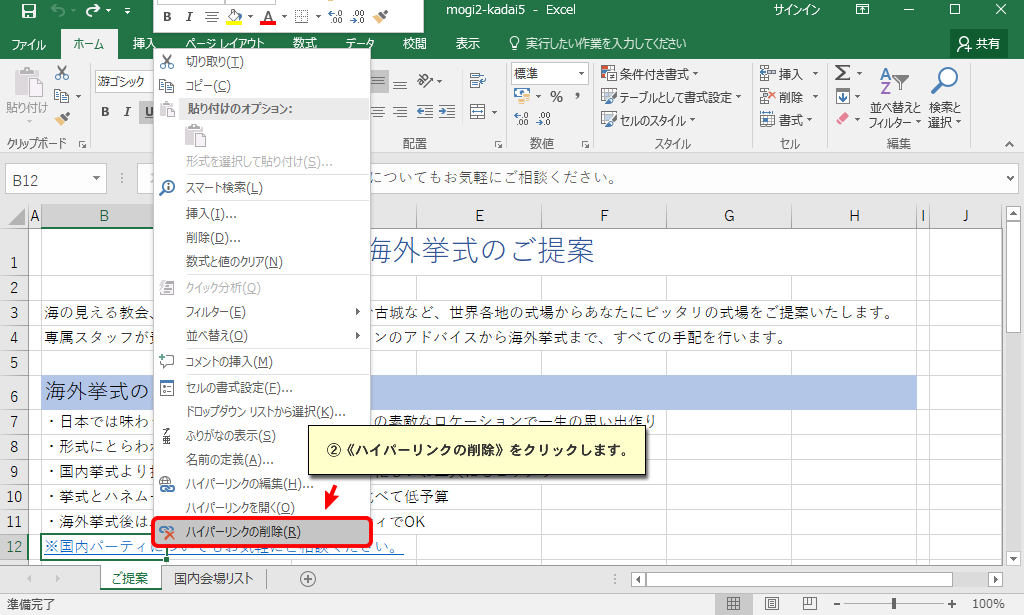 mogi2-kadai5 - Excel
サインイン
ファイル ホーム 挿入 ページ レイアウト 数式 データ 校閲 表示 実行したい作業を入力してください 共有
B I
貼り付け
游ゴシック
B I U
標準
% ,
条件付き書式
テーブルとして書式設定
セルのスタイル
挿入
削除
書式
並べ替えと
フィルター
検索と
選択
クリップボード 配置 数値 スタイル セル 編集
B12
についてもお気軽にご相談ください。
A B E F G H I J
1 海外挙式のご提案
2
3 海の見える教会、 古城など、世界各地の式場からあなたにピッタリの式場をご提案いたします。
4 専属スタッフが ンのアドバイスから海外挙式まで、すべての手配を行います。
5
6 海外挙式の
7 ・日本では味わ の素敵なロケーションで一生の思い出作り
8 ・形式にとらわ
9 ・国内挙式より
10 ・挙式とハネム べて低予算
11 ・海外挙式後は ィでOK
12 ※国内パーティについてもお気軽にご相談ください。
切り取り(T)
コピー(C)
貼り付けのオプション:
形式を選択して貼り付け(S)...
スマート検索(L)
挿入(I)...
削除(D)...
数式と値のクリア(N)
クイック分析(Q)
フィルター(E)
並べ替え(O)
コメントの挿入(M)
セルの書式設定(F)...
ドロップダウン リストから選択(K)...
ふりがなの表示(S)
名前の定義(A)...
ハイパーリンクの編集(H)...
ハイパーリンクを開く(O)
ハイパーリンクの削除(R)
②《ハイパーリンクの削除》をクリックします。
ご提案 国内会場リスト
準備完了
100%